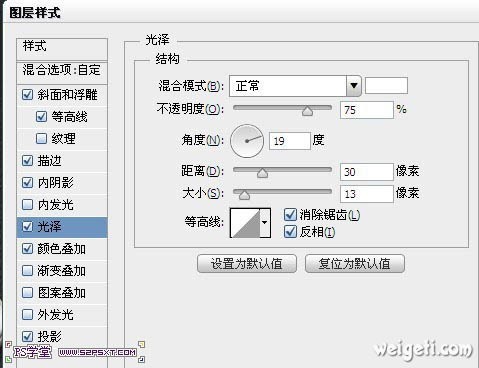 图层样式
样式
混合选项:自定
斜面和浮雕
等高线
纹理
描边
内阴影
内发光
光泽
颜色叠加
渐变叠加
图案叠加
外发光
投影
光泽
结构
混合模式(B): 正常
不透明度(O): 75 %
角度(N): 19 度
距离(D): 30 像素
大小(S): 13 像素
等高线: 消除锯齿(L)
反相(I)
设置为默认值 复位为默认值
PS学堂 www.52psxt.com
weigeti.com